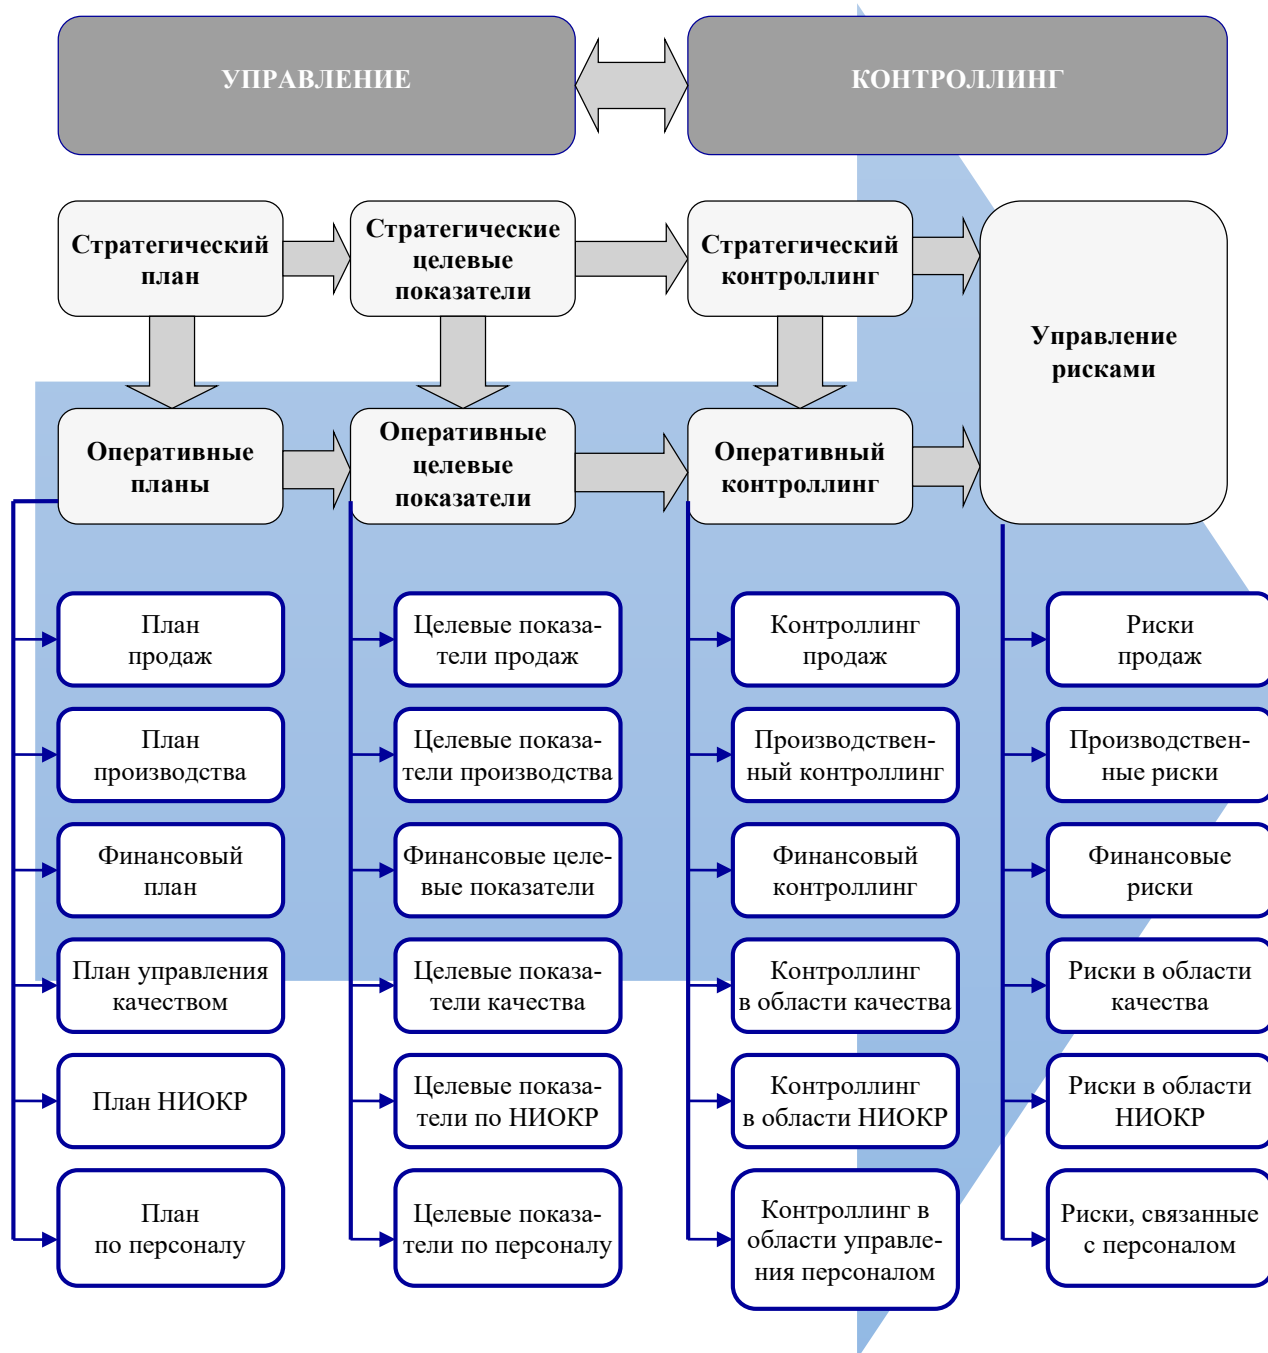 УПРАВЛЕНИЕ
КОНТРОЛЛИНГ
Стратегический
план
Стратегические
целевые
показатели
Стратегический
контроллинг
Управление
рисками
Оперативные
планы
Оперативные
целевые
показатели
Оперативный
контроллинг
План
продаж
Целевые показа-
тели продаж
Контроллинг
продаж
Риски
продаж
План
производства
Целевые показа-
тели производства
Производствен-
ный контроллинг
Производствен-
ные риски
Финансовый
план
Финансовые целе-
вые показатели
Финансовый
контроллинг
Финансовые
риски
План управления
качеством
Целевые показа-
тели качества
Контроллинг
в области качества
Риски в области
качества
План НИОКР
Целевые показа-
тели по НИОКР
Контроллинг
в области НИОКР
Риски в области
НИОКР
План
по персоналу
Целевые показа-
тели по персоналу
Контроллинг в
области управле-
ния персоналом
Риски, связанные
с персоналом